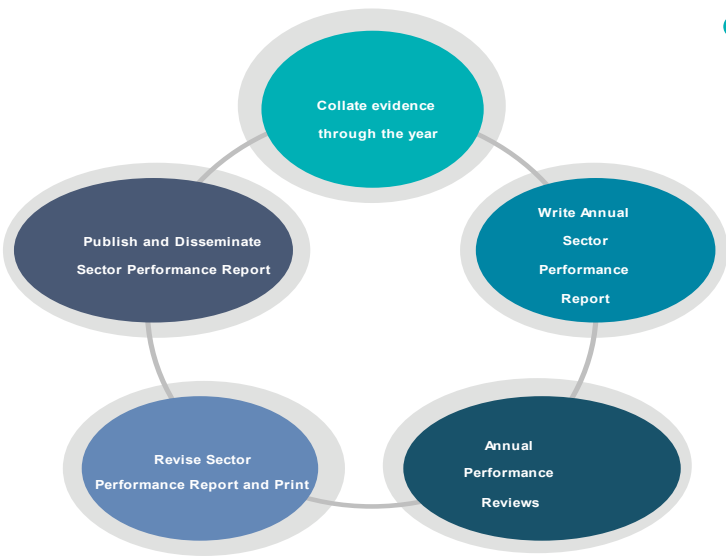 Collate evidence
through the year
Write Annual
Sector
Performance
Report
Annual
Performance
Reviews
Revise Sector
Performance Report and Print
Publish and Disseminate
Sector Performance Report